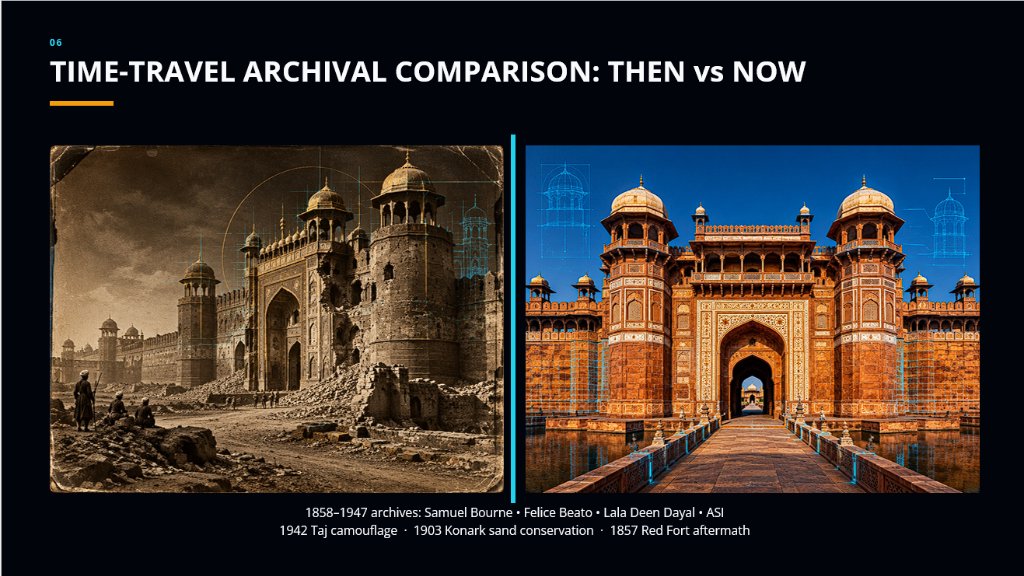 06
TIME-TRAVEL ARCHIVAL COMPARISON: THEN vs NOW
1858–1947 archives: Samuel Bourne • Felice Beato • Lala Deen Dayal • ASI
1942 Taj camouflage · 1903 Konark sand conservation · 1857 Red Fort aftermath